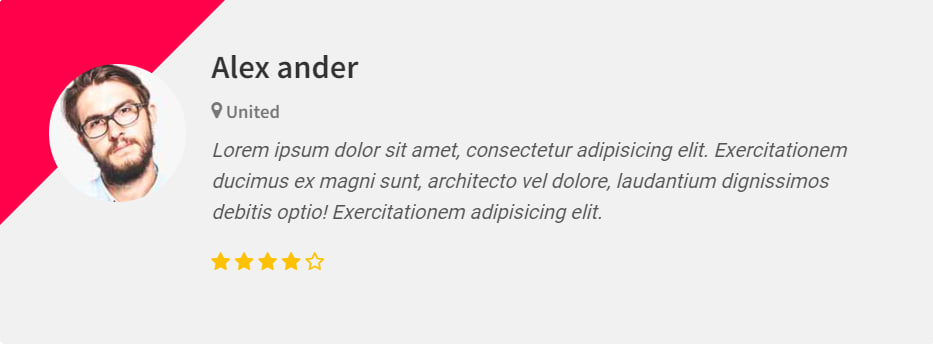 Alex ander
United
Lorem ipsum dolor sit amet, consectetur adipisicing elit. Exercitationem
ducimus ex magni sunt, architecto vel dolore, laudantium dignissimos
debitis optio! Exercitationem adipisicing elit.